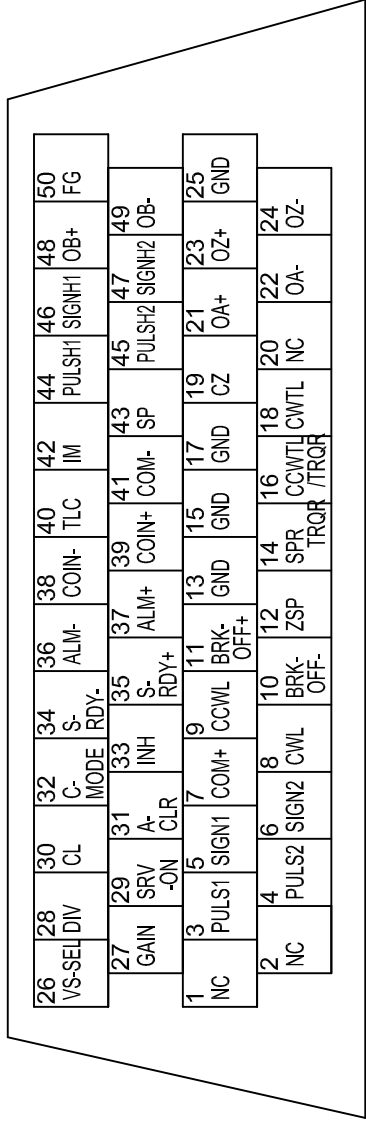 26
VS-SEL
28
DIV
30
CL
32
C-
MODE
34
S-
RDY-
36
ALM-
38
COIN-
40
TLC
42
IM
44
PULSH1
46
SIGNH1
48
OB+
50
FG
27
GAIN
29
SRV
-ON
31
A-
CLR
33
INH
35
S-
RDY+
37
ALM+
39
COIN+
41
COM-
43
SP
45
PULSH2
47
SIGNH2
49
OB-
1
NC
3
PULS1
5
SIGN1
7
COM+
9
CCWL
11
BRK-
OFF+
13
GND
15
GND
17
GND
19
CZ
21
OA+
23
OZ+
25
GND
2
NC
4
PULS2
6
SIGN2
8
CWL
10
BRK-
OFF-
12
ZSP
14
SPR
TRQR
16
CCWTL
/TRQR
18
CWTL
20
NC
22
OA-
24
OZ-